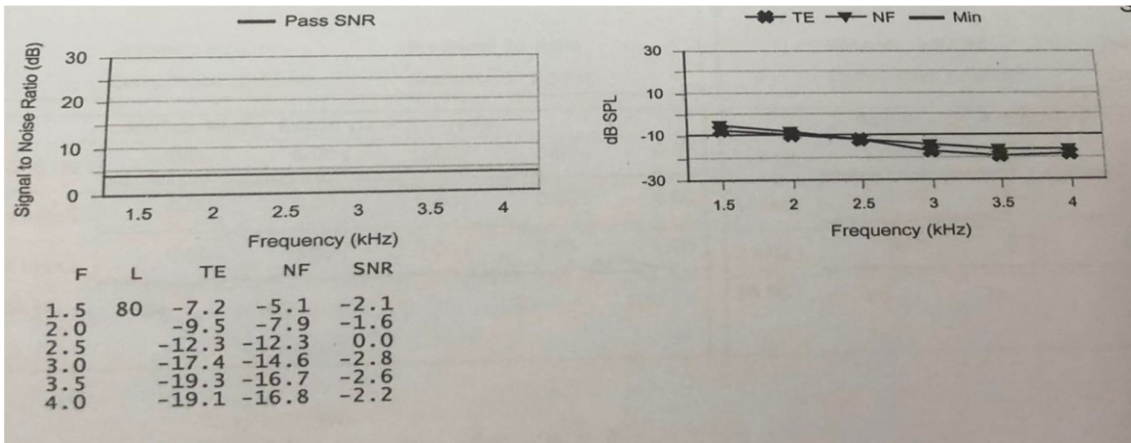 Pass SNR
Signal to Noise Ratio (dB)
30
20
10
0
1.5 2 2.5 3 3.5 4
Frequency (kHz)
TE NF Min
dB SPL
30
10
-10
-30
1.5 2 2.5 3 3.5 4
Frequency (kHz)
F L TE NF SNR
1.5 80 -7.2 -5.1 -2.1
2.0 -9.5 -7.9 -1.6
2.5 -12.3 -12.3 0.0
3.0 -17.4 -14.6 -2.8
3.5 -19.3 -16.7 -2.6
4.0 -19.1 -16.8 -2.2